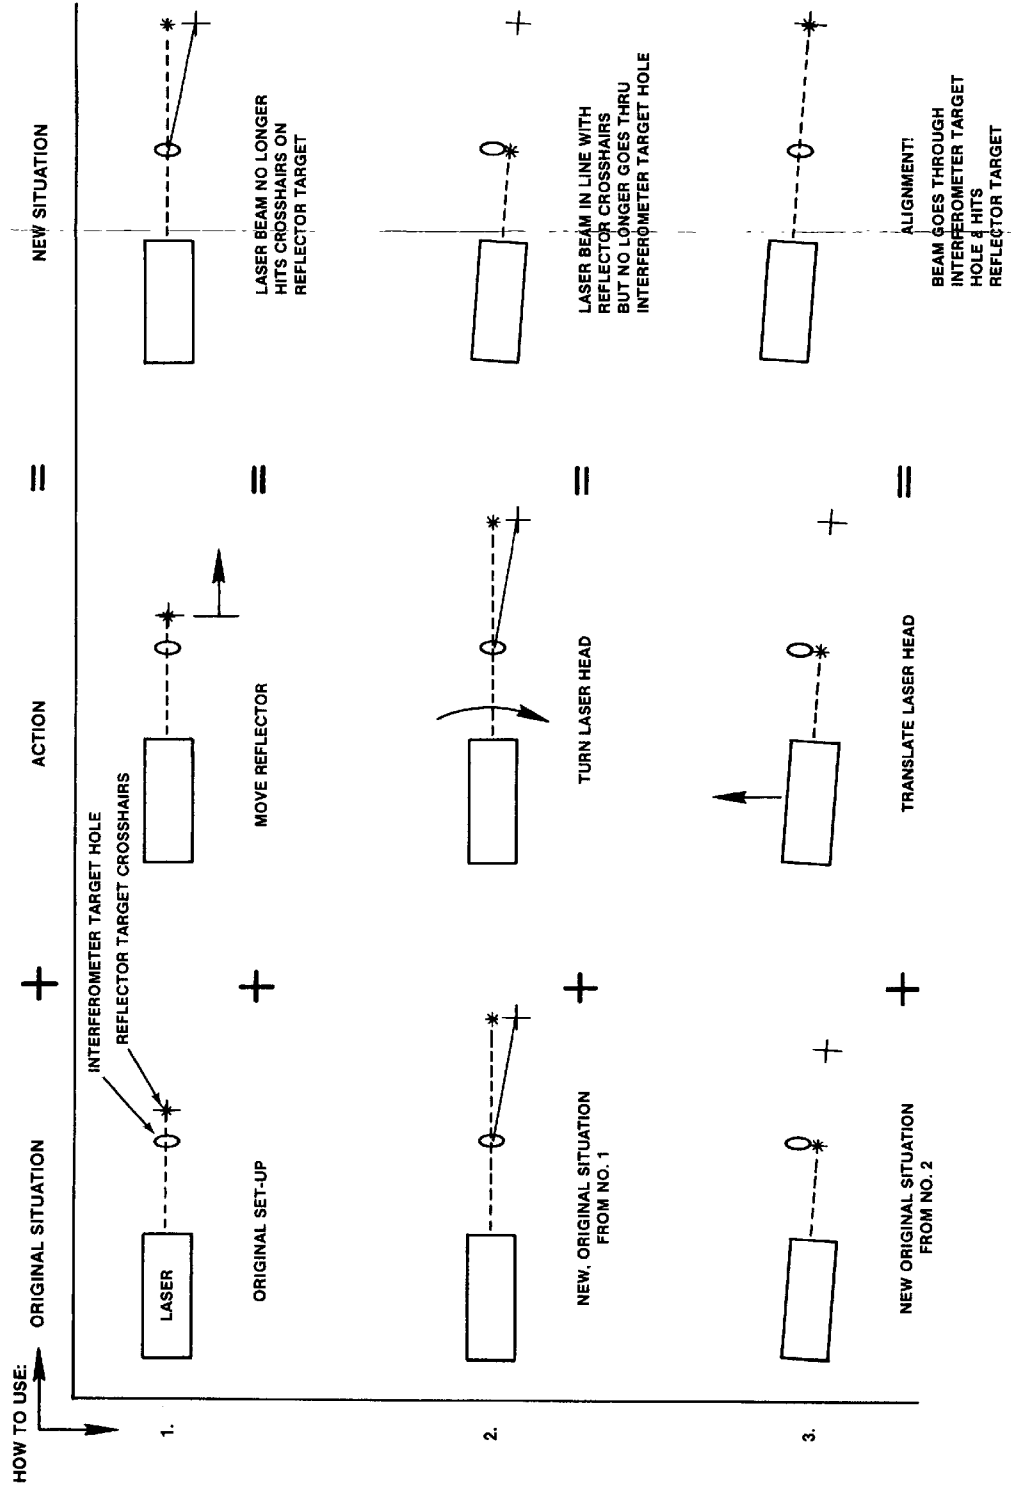 HOW TO USE:
ORIGINAL SITUATION + ACTION = NEW SITUATION
INTERFEROMETER TARGET HOLE
REFLECTOR TARGET CROSSHAIRS
1.
LASER
ORIGINAL SET-UP
+
MOVE REFLECTOR
=
LASER BEAM NO LONGER
HITS CROSSHAIRS ON
REFLECTOR TARGET
2.
NEW, ORIGINAL SITUATION
FROM NO. 1
+
TURN LASER HEAD
=
LASER BEAM IN LINE WITH
REFLECTOR CROSSHAIRS
BUT NO LONGER GOES THRU
INTERFEROMETER TARGET HOLE
3.
NEW ORIGINAL SITUATION
FROM NO. 2
+
TRANSLATE LASER HEAD
=
ALIGNMENT!
BEAM GOES THROUGH
INTERFEROMETER TARGET
HOLE & HITS
REFLECTOR TARGET